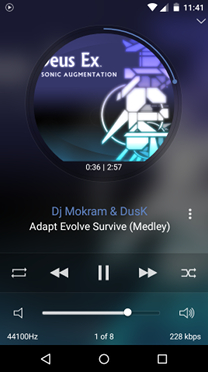 11:41
Deus Ex.
SONIC AUGMENTATION
0:36 | 2:57
Dj Mokram & DusK
Adapt Evolve Survive (Medley)
44100Hz
1 of 8
228 kbps